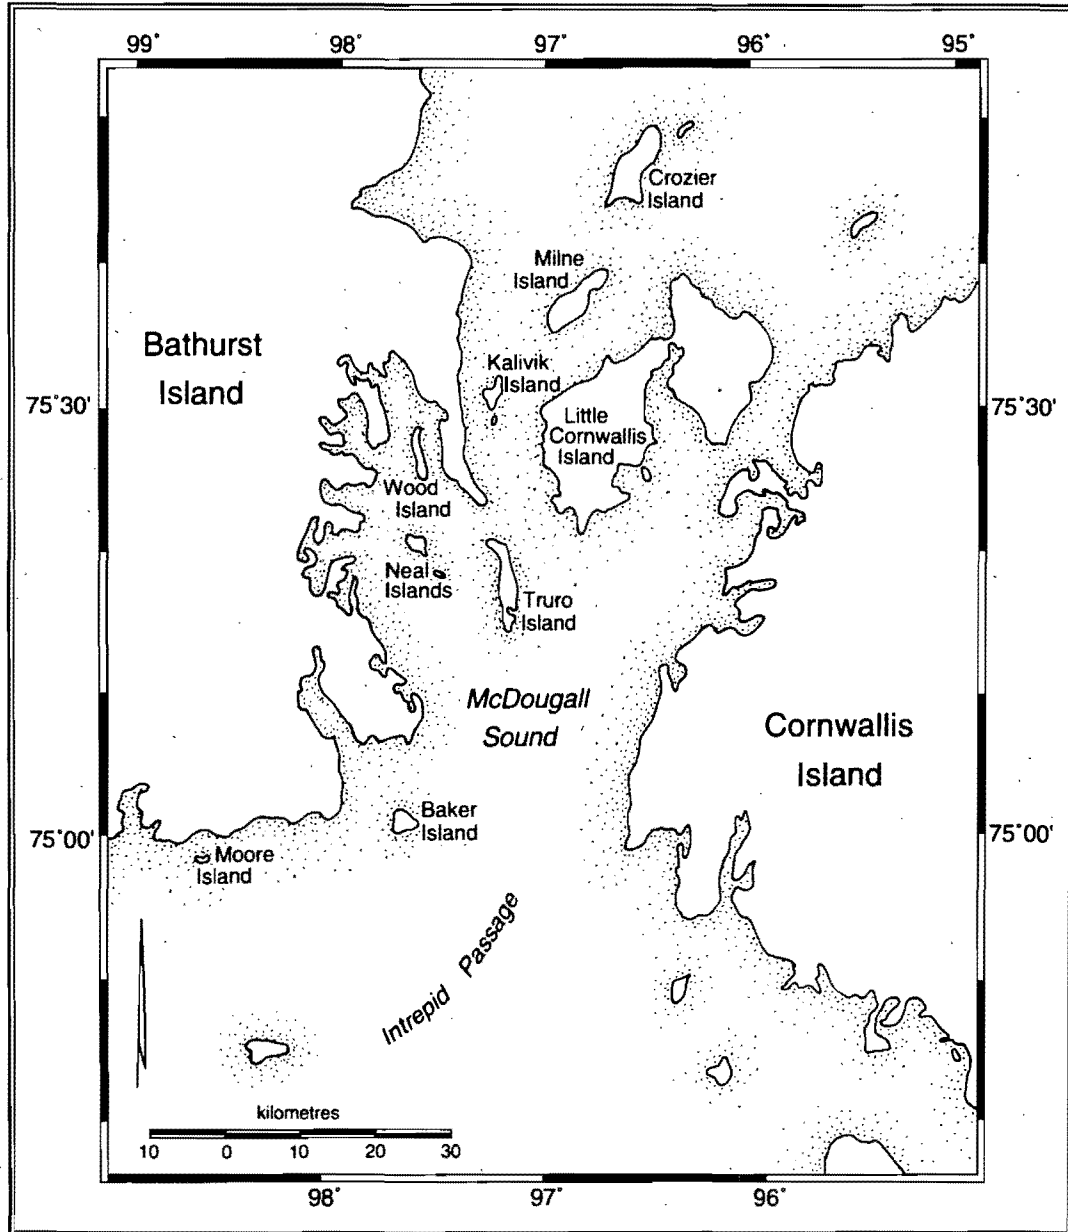 99˚ 98˚ 97˚ 96˚ 95˚
Crozier
Island
Milne
Island
Bathurst
Island
Kalivik
Island
75˚30' 75˚30'
Little
Cornwallis
Island
Wood
Island
Neal
Islands
Truro
Island
McDougall
Sound
Cornwallis
Island
Baker
Island
75˚00' 75˚00'
Moore
Island
Intrepid Passage
kilometres
10 0 10 20 30
98˚ 97˚ 96˚